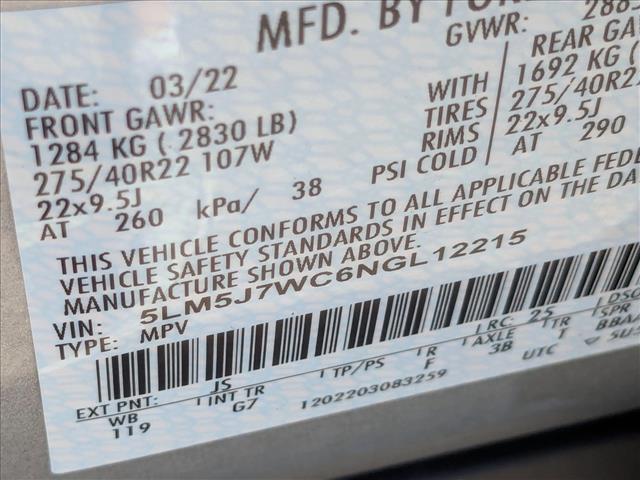 MFD. BY FOR
DATE: 03/22
GVWR:
FRONT GAWR:
REAR GA
1284 KG ( 2830 LB)
WITH
1692 KG (
275/40R22 107W
TIRES
275/40R22
22x9.5J
RIMS
22x9.5J
AT 260 kPa/ 38
PSI COLD
AT 290
THIS VEHICLE CONFORMS TO ALL APPLICABLE FEDE
VEHICLE SAFETY STANDARDS IN EFFECT ON THE DA
MANUFACTURE SHOWN ABOVE.
VIN: 5LM5J7WC6NGL12215
TYPE: MPV
EXT PNT: JS
RC: 25
DSO
WB INT TR TP/PS R AXLE TR SPR
119 G7 F 3B T BBAA
1202203083259
UTC